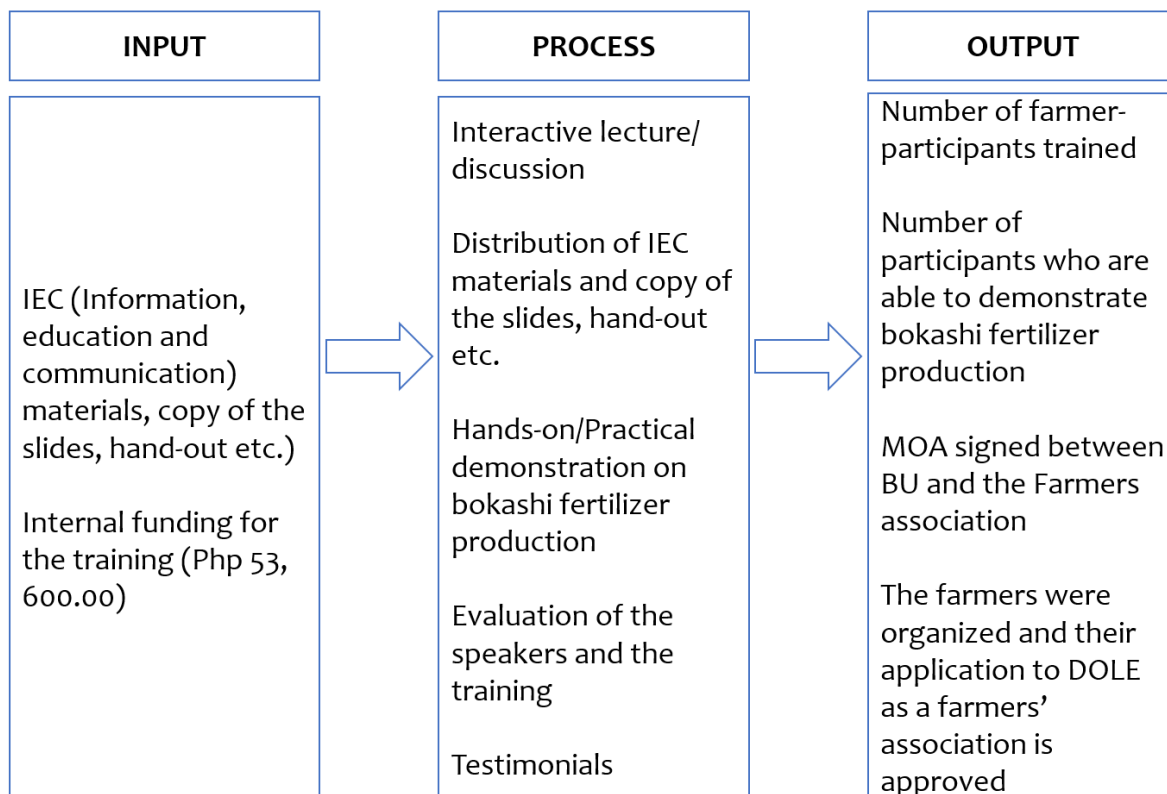 INPUT
IEC (Information,
education and
communication)
materials, copy of the
slides, hand-out etc.)
Internal funding for
the training (Php 53,
600.00)
PROCESS
Interactive lecture/
discussion
Distribution of IEC
materials and copy of
the slides, hand-out
etc.
Hands-on/Practical
demonstration on
bokashi fertilizer
production
Evaluation of the
speakers and the
training
Testimonials
OUTPUT
Number of farmer-
participants trained
Number of
participants who are
able to demonstrate
bokashi fertilizer
production
MOA signed between
BU and the Farmers
association
The farmers were
organized and their
application to DOLE
as a farmers’
association is
approved